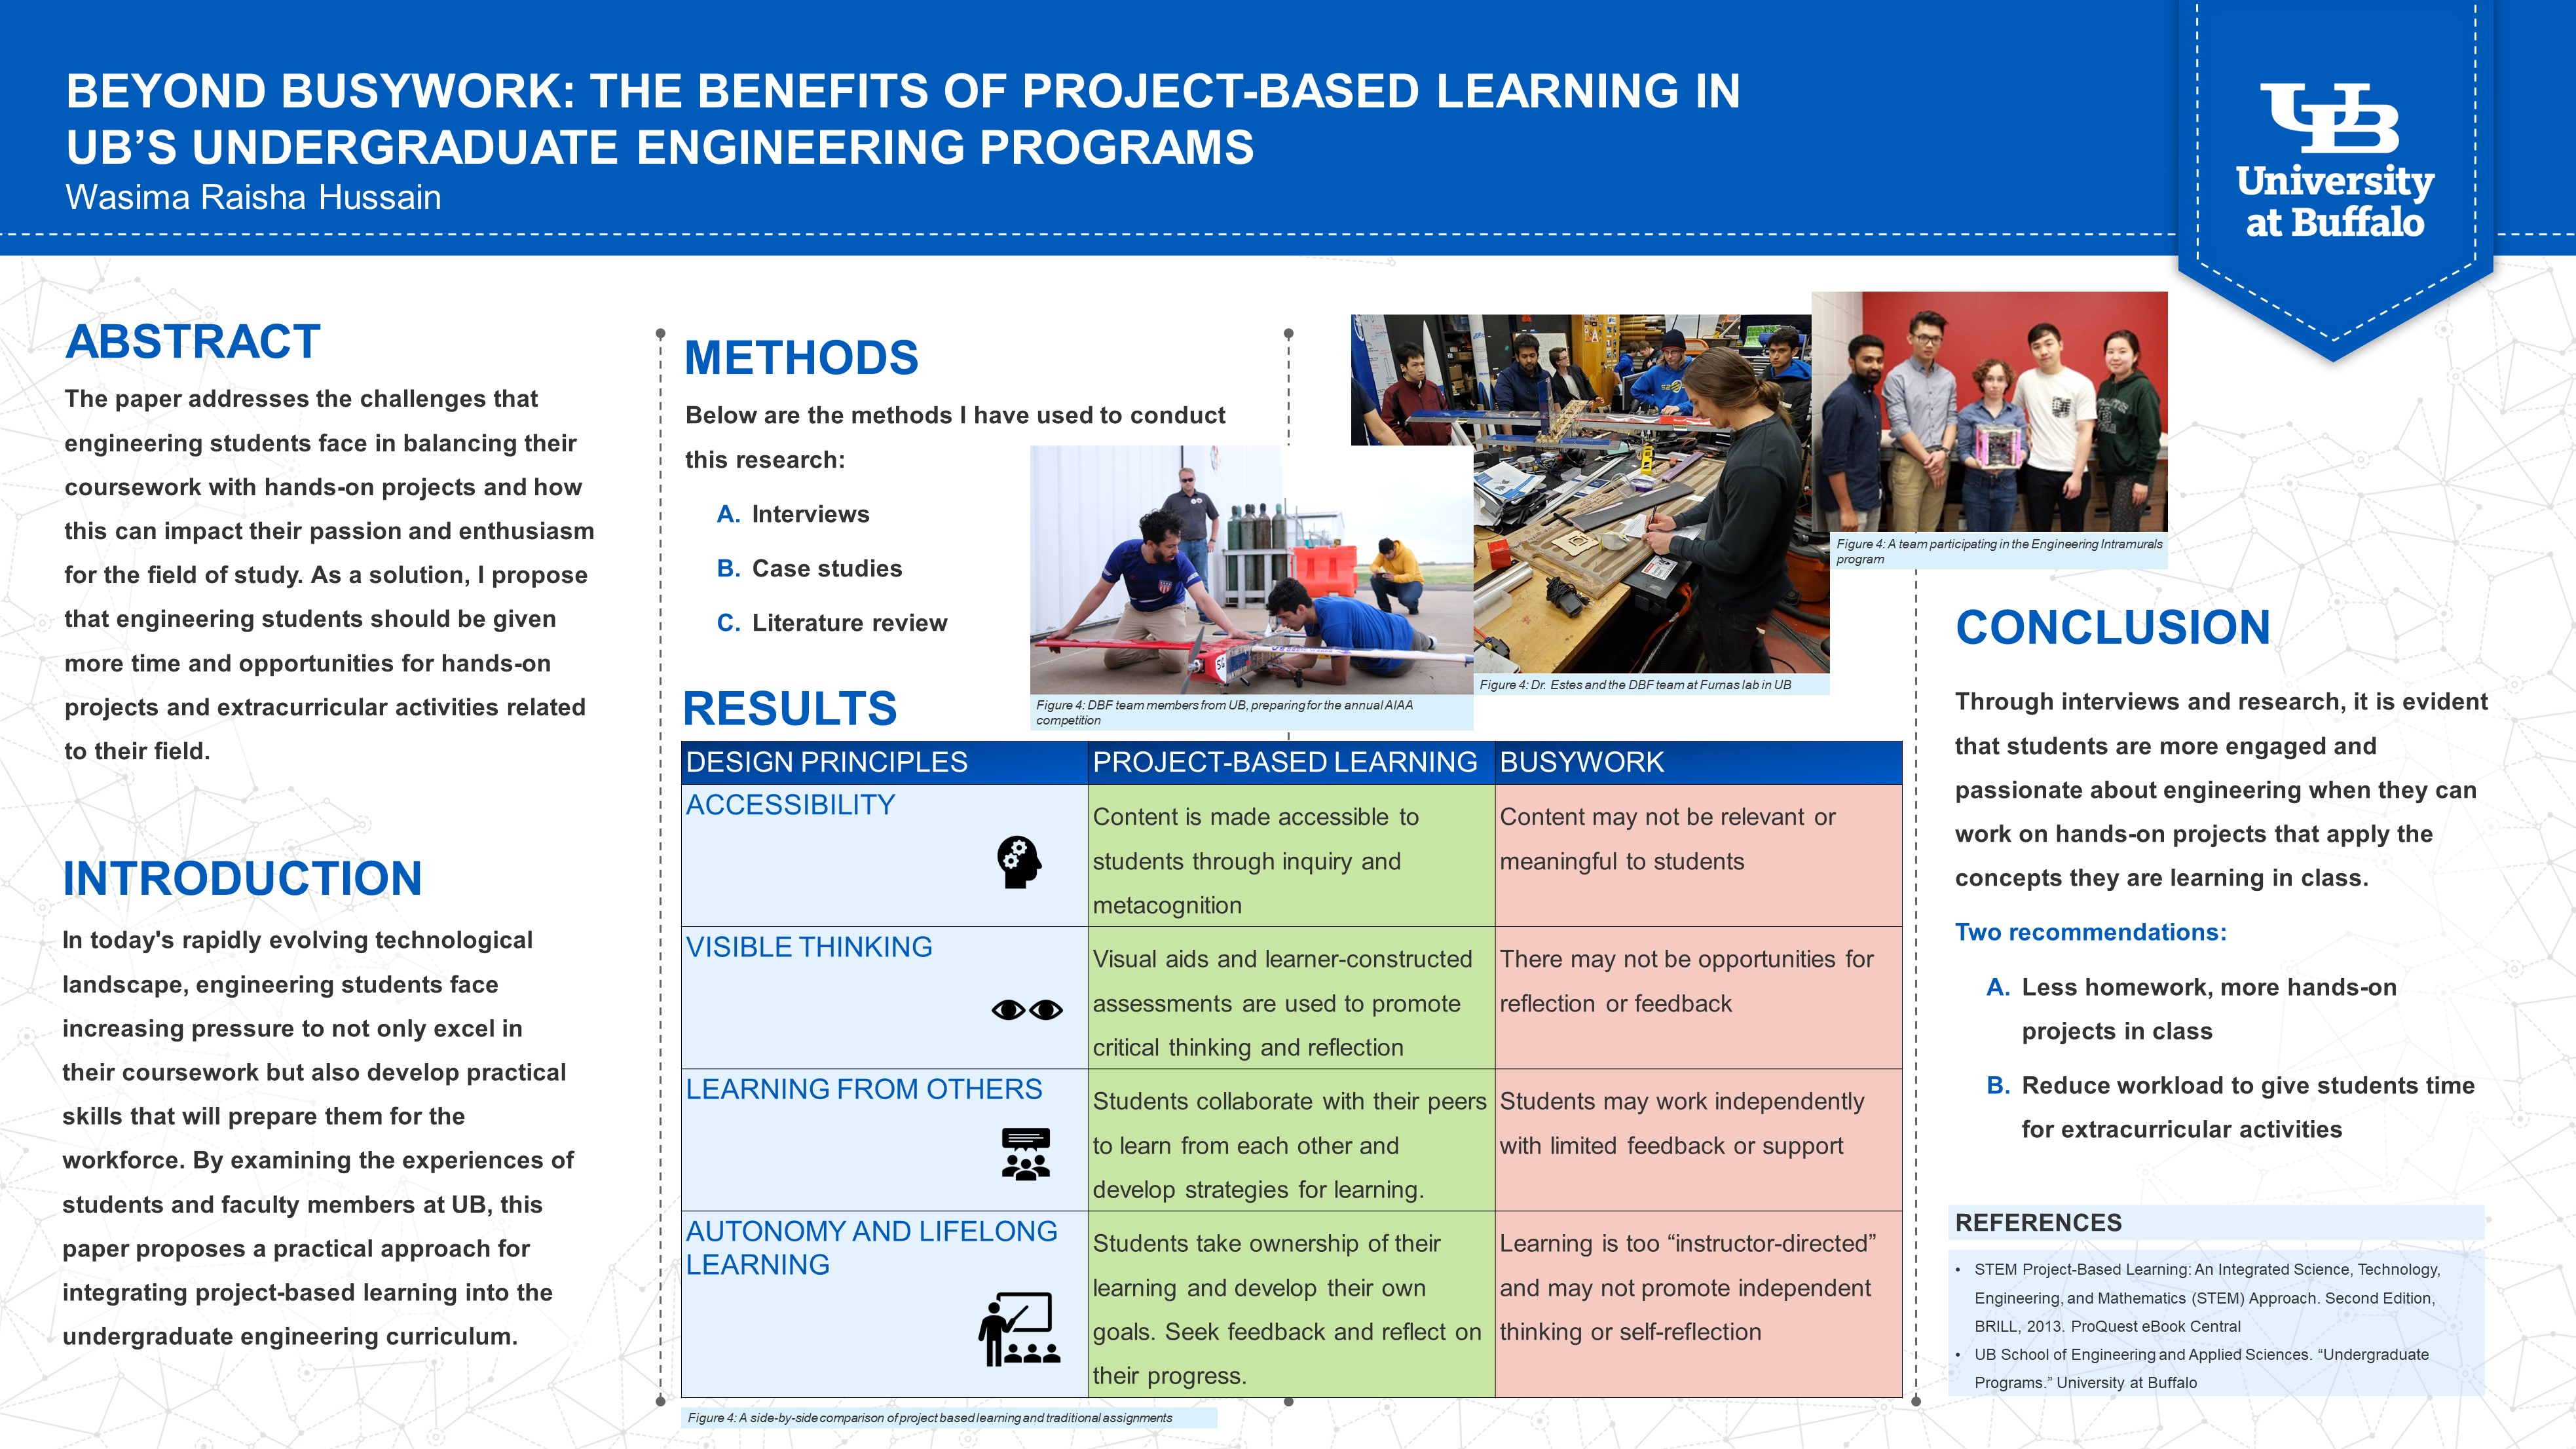 BEYOND BUSYWORK: THE BENEFITS OF PROJECT-BASED LEARNING IN
UB’S UNDERGRADUATE ENGINEERING PROGRAMS
Wasima Raisha Hussain
UB
University
at Buffalo
ABSTRACT
The paper addresses the challenges that
engineering students face in balancing their
coursework with hands-on projects and how
this can impact their passion and enthusiasm
for the field of study. As a solution, I propose
that engineering students should be given
more time and opportunities for hands-on
projects and extracurricular activities related
to their field.
INTRODUCTION
In today's rapidly evolving technological
landscape, engineering students face
increasing pressure to not only excel in
their coursework but also develop practical
skills that will prepare them for the
workforce. By examining the experiences of
students and faculty members at UB, this
paper proposes a practical approach for
integrating project-based learning into the
undergraduate engineering curriculum.
METHODS
Below are the methods I have used to conduct
this research:
A. Interviews
B. Case studies
C. Literature review
Figure 4: DBF team members from UB, preparing for the annual AIAA
competition
Figure 4: Dr. Estes and the DBF team at Furnas lab in UB
Figure 4: A team participating in the Engineering Intramurals
program
RESULTS
DESIGN PRINCIPLES
PROJECT-BASED LEARNING
BUSYWORK
ACCESSIBILITY
Content is made accessible to
students through inquiry and
metacognition
Content may not be relevant or
meaningful to students
VISIBLE THINKING
Visual aids and learner-constructed
assessments are used to promote
critical thinking and reflection
There may not be opportunities for
reflection or feedback
LEARNING FROM OTHERS
Students collaborate with their peers
to learn from each other and
develop strategies for learning.
Students may work independently
with limited feedback or support
AUTONOMY AND LIFELONG
LEARNING
Students take ownership of their
learning and develop their own
goals. Seek feedback and reflect on
their progress.
Learning is too “instructor-directed”
and may not promote independent
thinking or self-reflection
Figure 4: A side-by-side comparison of project based learning and traditional assignments
CONCLUSION
Through interviews and research, it is evident
that students are more engaged and
passionate about engineering when they can
work on hands-on projects that apply the
concepts they are learning in class.
Two recommendations:
A. Less homework, more hands-on
projects in class
B. Reduce workload to give students time
for extracurricular activities
REFERENCES
• STEM Project-Based Learning: An Integrated Science, Technology,
Engineering, and Mathematics (STEM) Approach. Second Edition,
BRILL, 2013. ProQuest eBook Central
• UB School of Engineering and Applied Sciences. “Undergraduate
Programs.” University at Buffalo